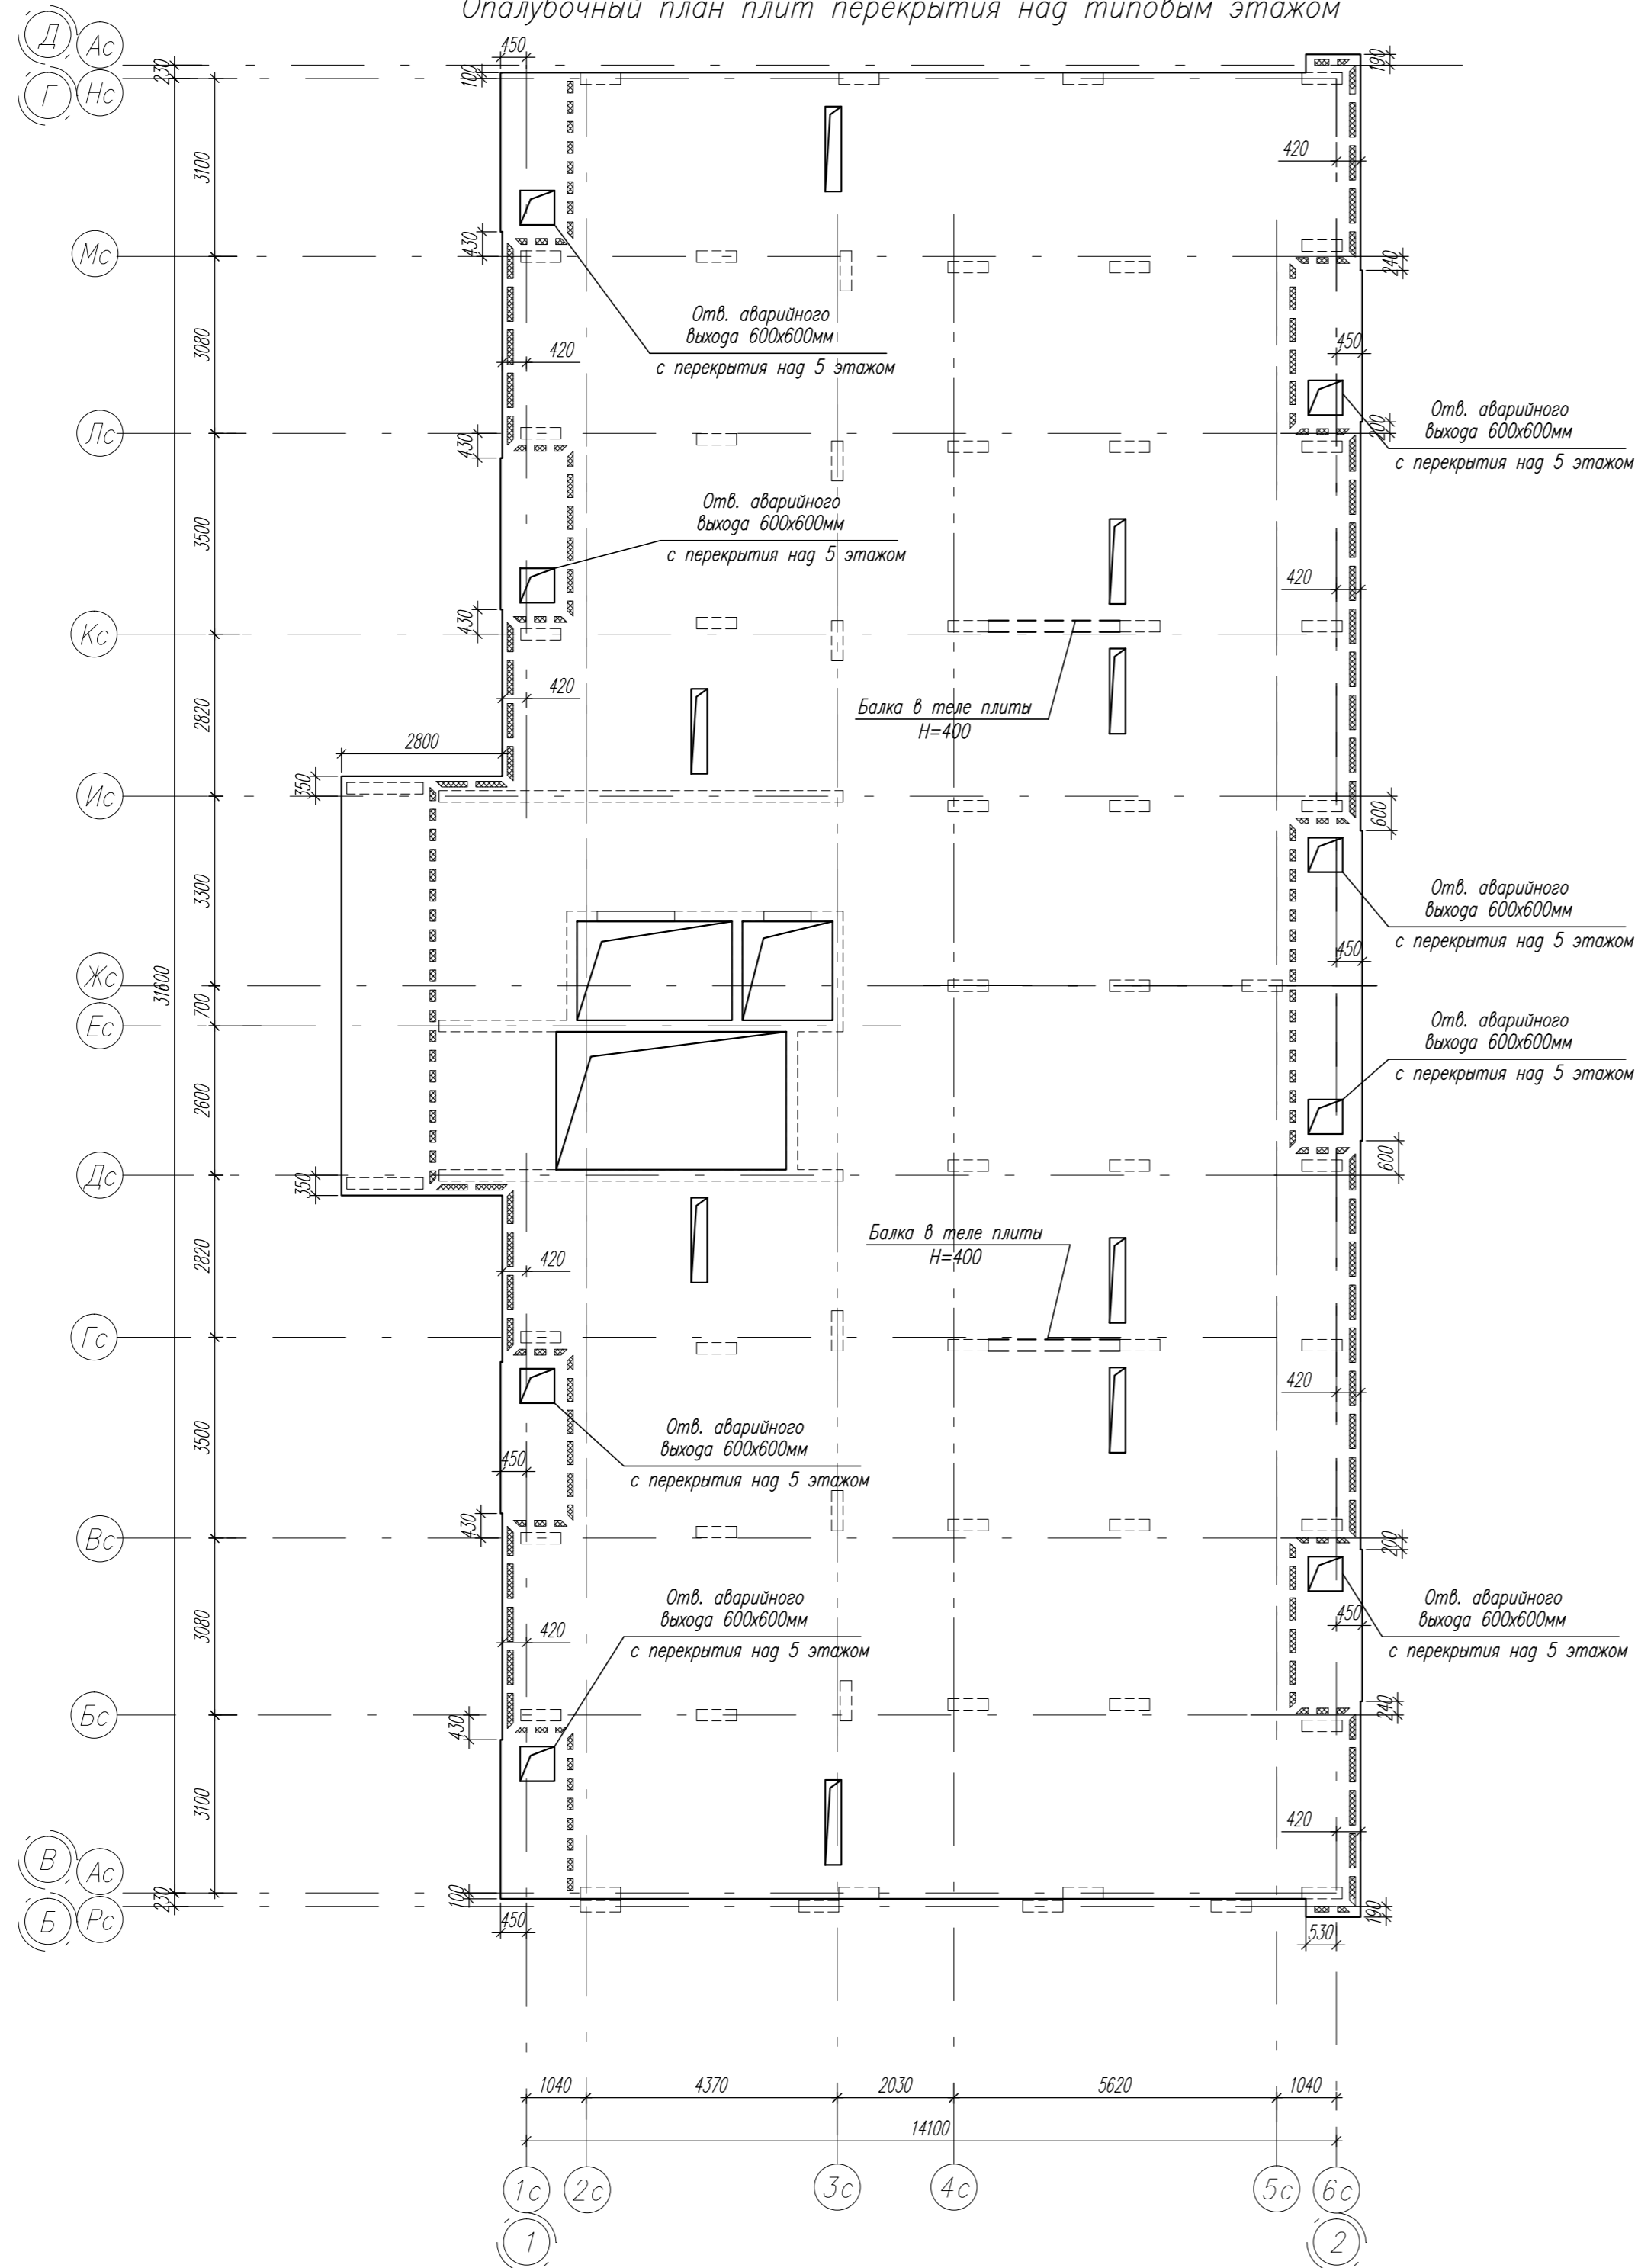 Опалубочный план плит перекрытия над типовым этажом
Д
Ас
Г
Нс
230
450
100
190
3100
420
Мс
430
240
3080
Отв. аварийного
выхода 600х600мм
с перекрытия над 5 этажом
420
450
Лс
430
200
Отв. аварийного
выхода 600х600мм
с перекрытия над 5 этажом
3500
Отв. аварийного
выхода 600х600мм
с перекрытия над 5 этажом
420
Кс
430
2820
420
Балка в теле плиты
Н=400
2800
Ис
350
600
3300
Отв. аварийного
выхода 600х600мм
с перекрытия над 5 этажом
450
31600
Жс
700
Ес
2600
Отв. аварийного
выхода 600х600мм
с перекрытия над 5 этажом
Дс
350
600
2820
420
Балка в теле плиты
Н=400
Гс
420
3500
Отв. аварийного
выхода 600х600мм
с перекрытия над 5 этажом
450
Вс
430
200
3080
Отв. аварийного
выхода 600х600мм
с перекрытия над 5 этажом
420
Отв. аварийного
выхода 600х600мм
с перекрытия над 5 этажом
450
Бс
430
240
3100
420
В
Ас
Б
Рс
230
100
450
190
530
1040
4370
2030
5620
1040
14100
1с
2с
3с
4с
5с
6с
1
2